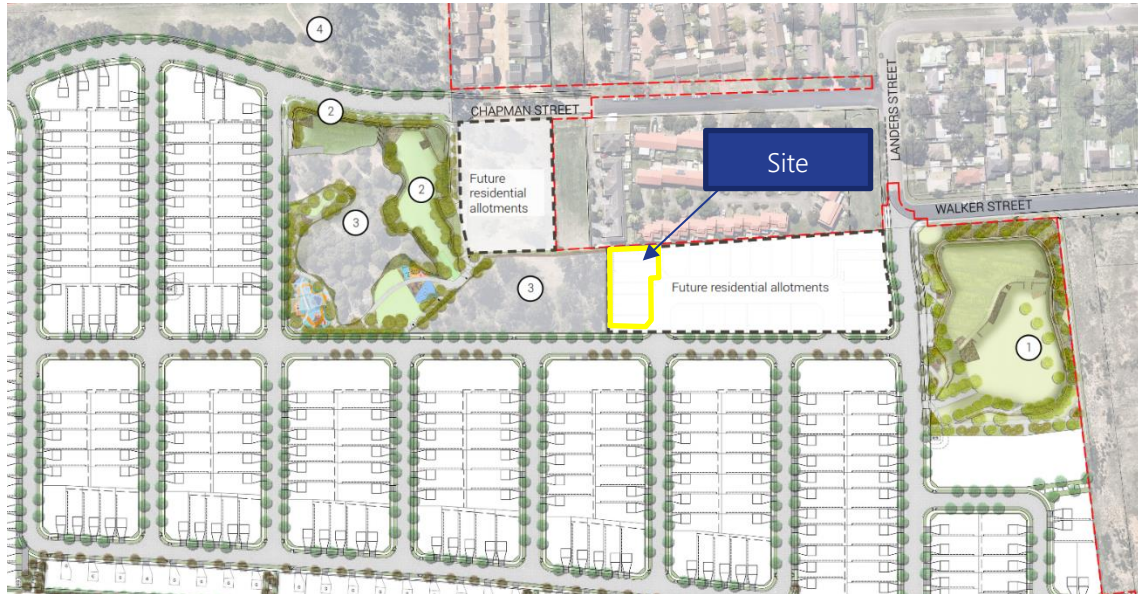 4
CHAPMAN STREET
LANDERS STREET
2
Site
Future
residential
allotments
2
WALKER STREET
3
3
Future residential allotments
1